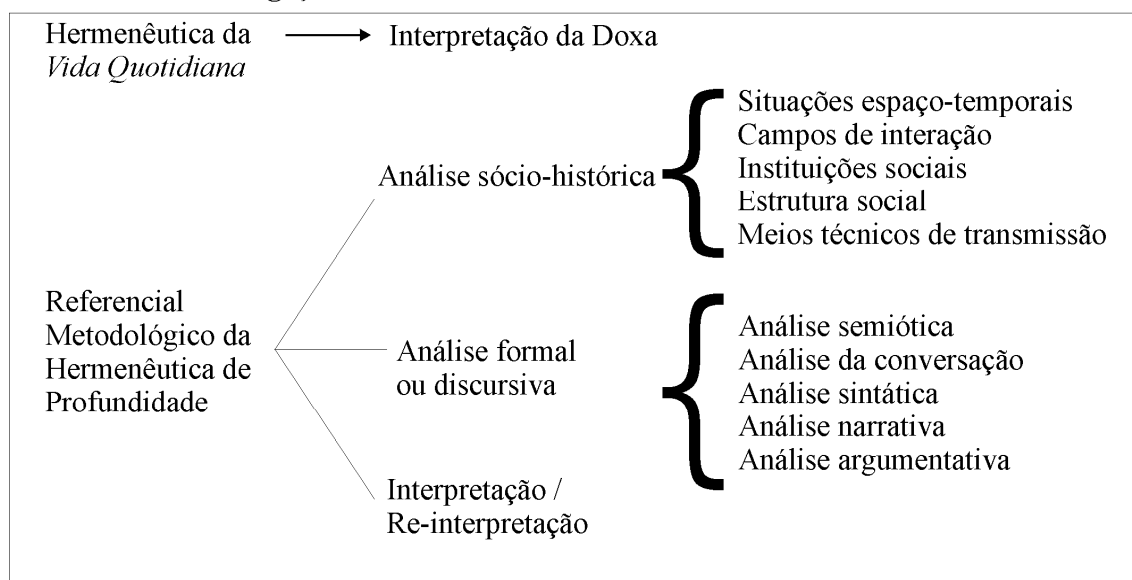 Hermenêutica da
Vida Quotidiana
Interpretação da Doxa
Análise sócio-histórica
Situações espaço-temporais
Campos de interação
Instituições sociais
Estrutura social
Meios técnicos de transmissão
Referencial
Metodológico da
Hermenêutica de
Profundidade
Análise formal
ou discursiva
Análise semiótica
Análise da conversação
Análise sintática
Análise narrativa
Análise argumentativa
Interpretação /
Re-interpretação